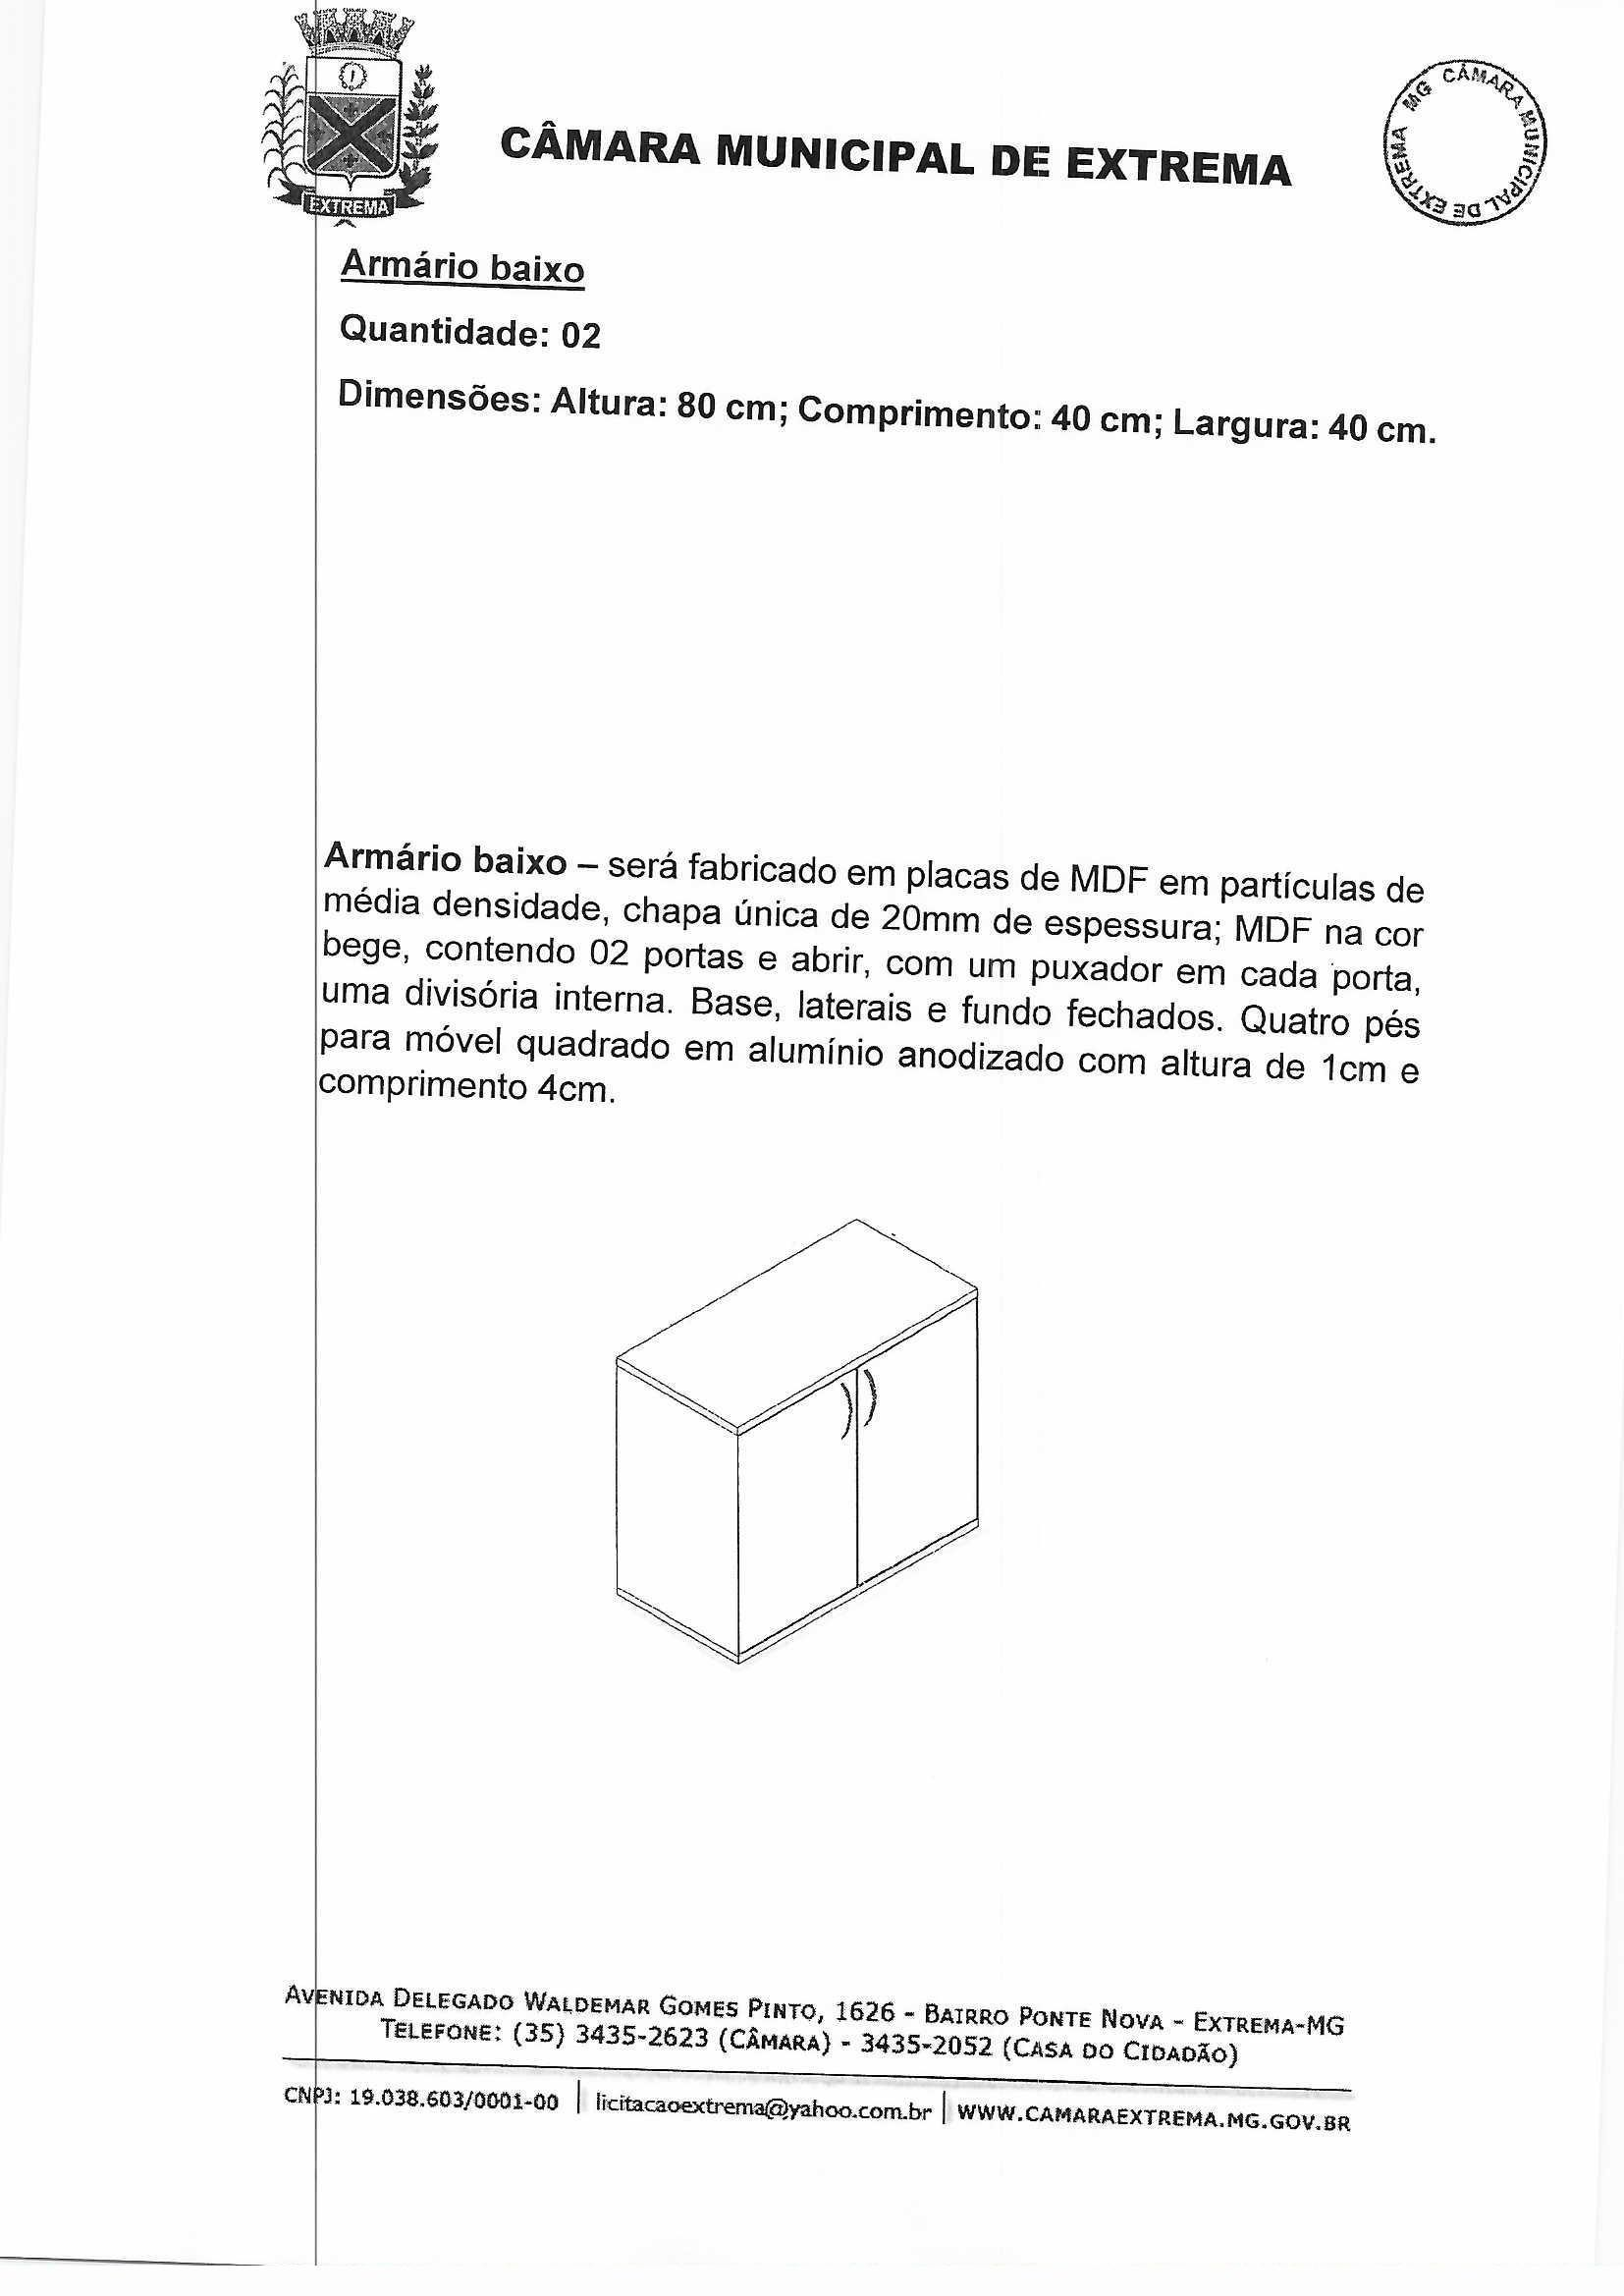 EXTREMA
CÂMARA MUNICIPAL DE EXTREMA
CÂMARA MUNICIPAL DE EXTREMA MG
Armário baixo
Quantidade: 02
Dimensões: Altura: 80 cm; Comprimento: 40 cm; Largura: 40 cm.
Armário baixo – será fabricado em placas de MDF em partículas de
média densidade, chapa única de 20mm de espessura; MDF na cor
bege, contendo 02 portas e abrir, com um puxador em cada porta,
uma divisória interna. Base, laterais e fundo fechados. Quatro pés
para móvel quadrado em alumínio anodizado com altura de 1cm e
comprimento 4cm.
AVENIDA DELEGADO WALDEMAR GOMES PINTO, 1626 - BAIRRO PONTE NOVA - EXTREMA-MG
TELEFONE: (35) 3435-2623 (CÂMARA) - 3435-2052 (CASA DO CIDADÃO)
CNPJ: 19.038.603/0001-00 | licitacaoextrema@yahoo.com.br | WWW.CAMARAEXTREMA.MG.GOV.BR